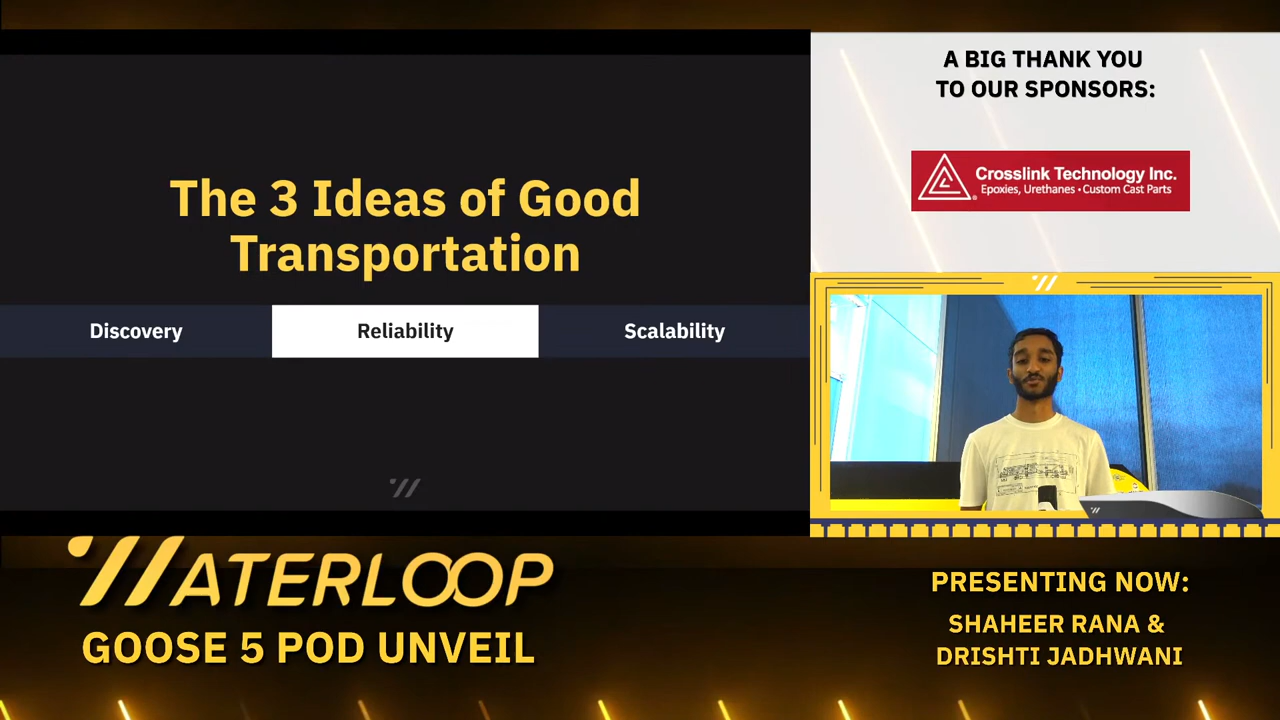 The 3 Ideas of Good
Transportation
Discovery
Reliability
Scalability
A BIG THANK YOU
TO OUR SPONSORS:
Crosslink Technology Inc.
Epoxies, Urethanes • Custom Cast Parts
WATERLOOP
GOOSE 5 POD UNVEIL
PRESENTING NOW:
SHAHEER RANA &
DRISHTI JADHWANI